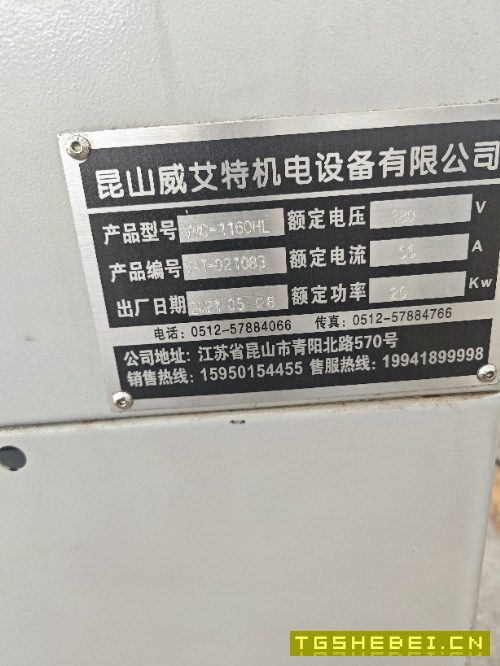 昆山威艾特机电设备有限公司
产品型号 VMC-1160HL 额定电压 380 V
产品编号 021083 额定电流 A
出厂日期 2021.05 额定功率 20 Kw
电话: 0512-57884066 传真: 0512-57884766
公司地址: 江苏省昆山市青阳北路570号
销售热线: 15950154455 售服热线: 19941899998
TGSHEBEI.CN